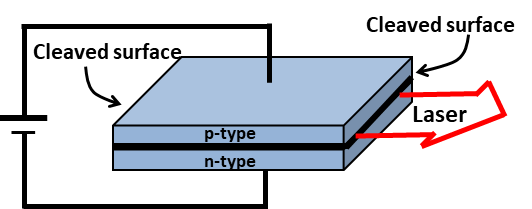 Cleaved surface
Cleaved surface
Laser
p-type
n-type